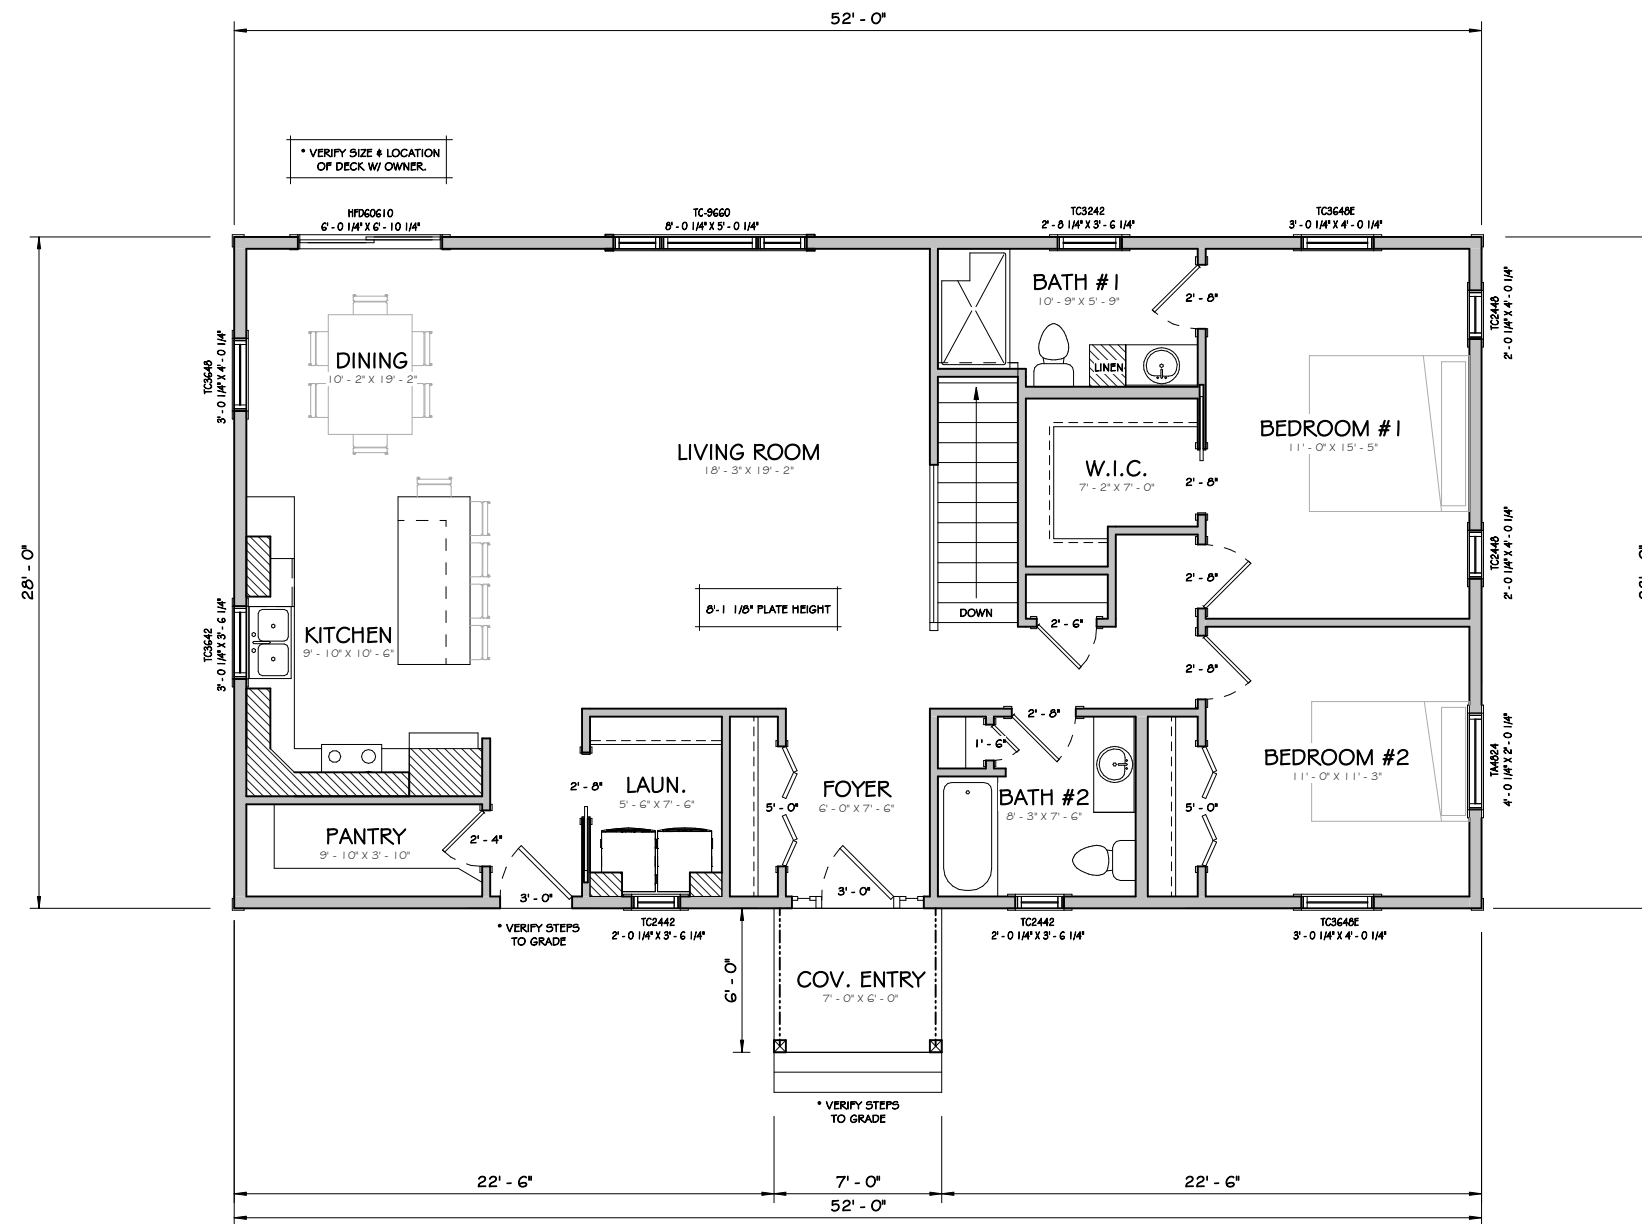 52' - 0"
* VERIFY SIZE & LOCATION
OF DECK W/ OWNER.
HFD60610
6' - 0 1/4" X 6' - 10 1/4"
TC-9660
8' - 0 1/4" X 5' - 0 1/4"
TC3242
2' - 8 1/4" X 3' - 6 1/4"
TC3648E
3' - 0 1/4" X 4' - 0 1/4"
BATH #1
10' - 9" X 5' - 9"
2' - 8"
TC2448
2' - 0 1/4" X 4' - 0 1/4"
TC3648
3' - 0 1/4" X 4' - 0 1/4"
DINING
10' - 2" X 19' - 2"
LINEN
LIVING ROOM
18' - 3" X 19' - 2"
W.I.C.
7' - 2" X 7' - 0"
2' - 8"
BEDROOM #1
11' - 0" X 15' - 5"
28' - 0"
TC2448
2' - 0 1/4" X 4' - 0 1/4"
2' - 8"
8'-1 1/8" PLATE HEIGHT
DOWN
2' - 6"
TC3642
3' - 0 1/4" X 3' - 6 1/4"
KITCHEN
9' - 10" X 10' - 6"
2' - 8"
2' - 8"
1' - 6"
BEDROOM #2
11' - 0" X 11' - 3"
TA4824
4' - 0 1/4" X 2' - 0 1/4"
2' - 8"
LAUN.
5' - 6" X 7' - 6"
5' - 0"
FOYER
6' - 0" X 7' - 6"
BATH #2
8' - 3" X 7' - 6"
5' - 0"
PANTRY
9' - 10" X 3' - 10"
2' - 4"
3' - 0"
3' - 0"
* VERIFY STEPS
TO GRADE
TC2442
2' - 0 1/4" X 3' - 6 1/4"
TC2442
2' - 0 1/4" X 3' - 6 1/4"
TC3648E
3' - 0 1/4" X 4' - 0 1/4"
6' - 0"
COV. ENTRY
7' - 0" X 6' - 0"
* VERIFY STEPS
TO GRADE
22' - 6"
7' - 0"
22' - 6"
52' - 0"